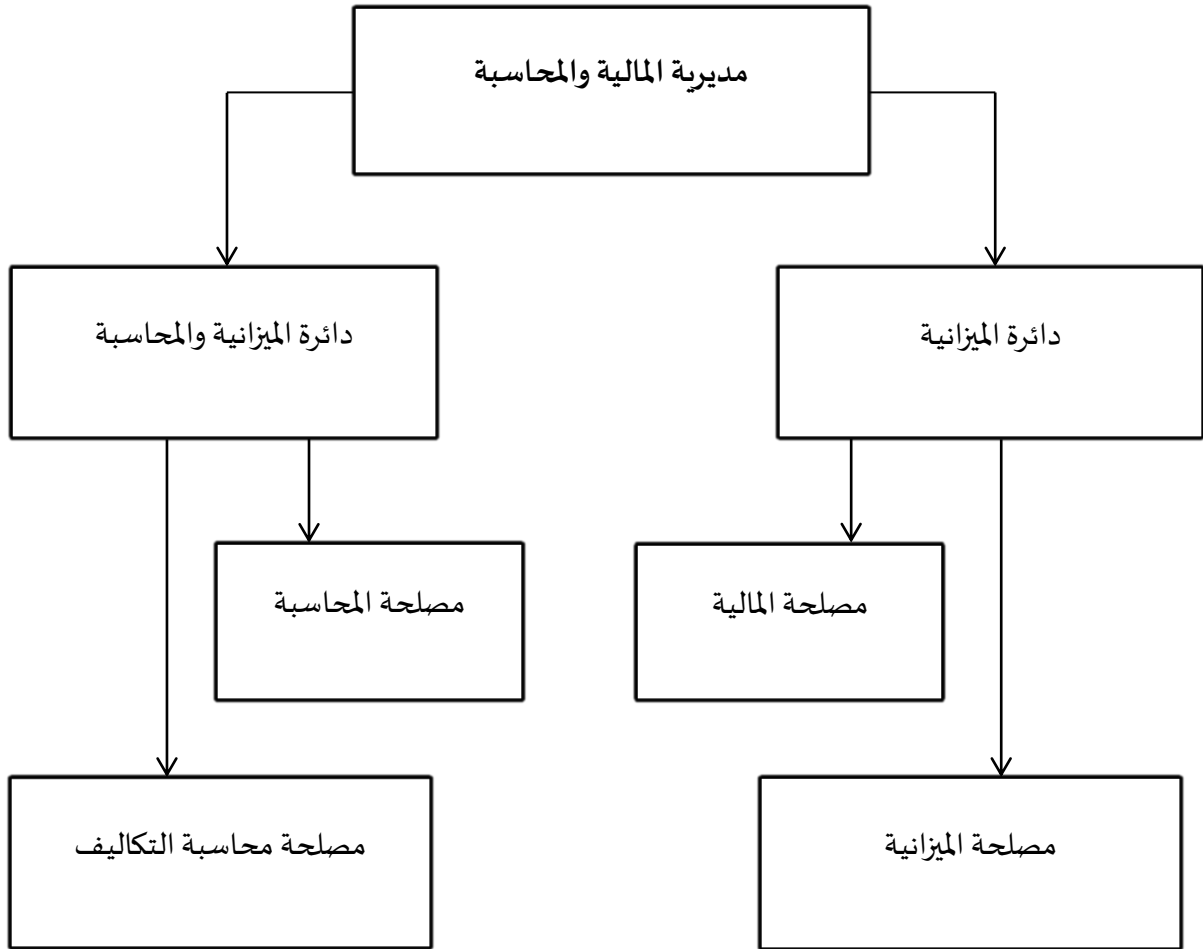 مديرية المالية والمحاسبة
دائرة الميزانية
دائرة الميزانية والمحاسبة
مصلحة المالية
مصلحة المحاسبة
مصلحة الميزانية
مصلحة محاسبة التكاليف